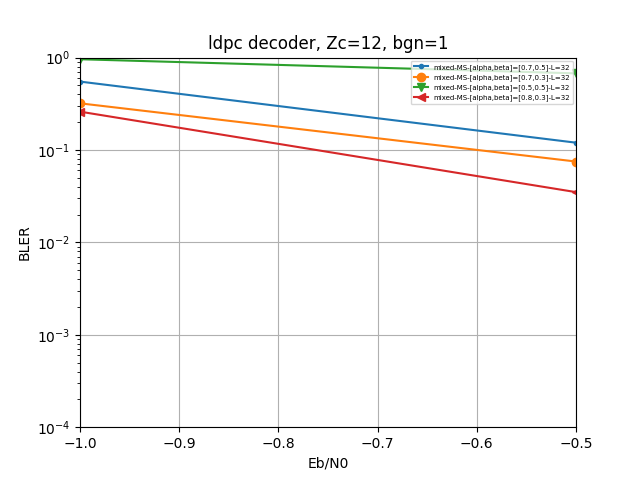 ldpc decoder, Zc=12, bgn=1
mixed-MS-[alpha,beta]=[0.7,0.5]-L=32
mixed-MS-[alpha,beta]=[0.7,0.3]-L=32
mixed-MS-[alpha,beta]=[0.5,0.5]-L=32
mixed-MS-[alpha,beta]=[0.8,0.3]-L=32
BLER
10⁰
10⁻¹
10⁻²
10⁻³
10⁻⁴
−1.0 −0.9 −0.8 −0.7 −0.6 −0.5
Eb/N0